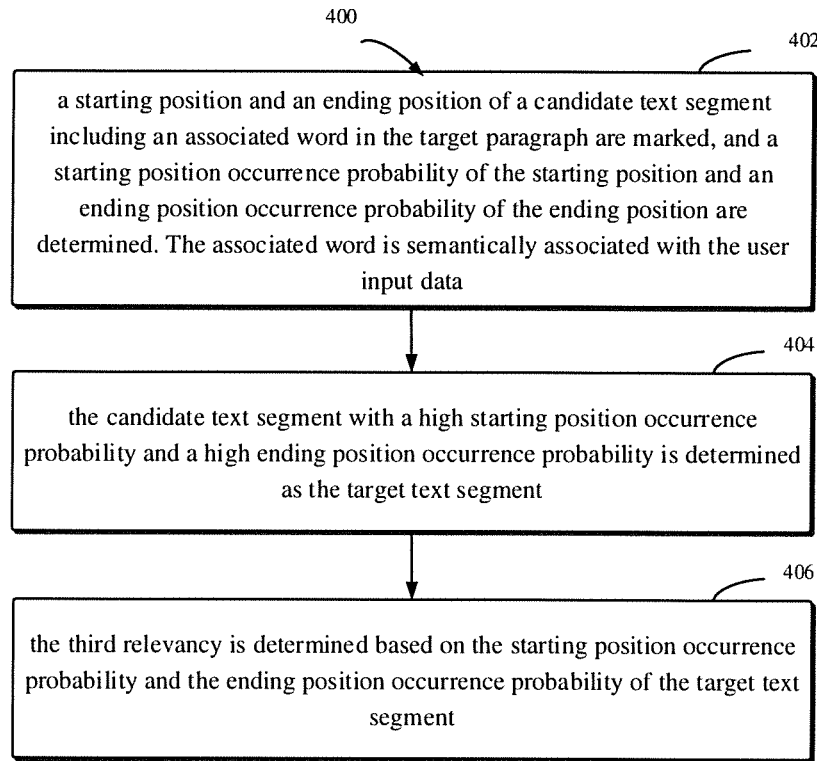 400
402
a starting position and an ending position of a candidate text segment
including an associated word in the target paragraph are marked, and a
starting position occurrence probability of the starting position and an
ending position occurrence probability of the ending position are
determined. The associated word is semantically associated with the user
input data
404
the candidate text segment with a high starting position occurrence
probability and a high ending position occurrence probability is determined
as the target text segment
406
the third relevancy is determined based on the starting position occurrence
probability and the ending position occurrence probability of the target text
segment